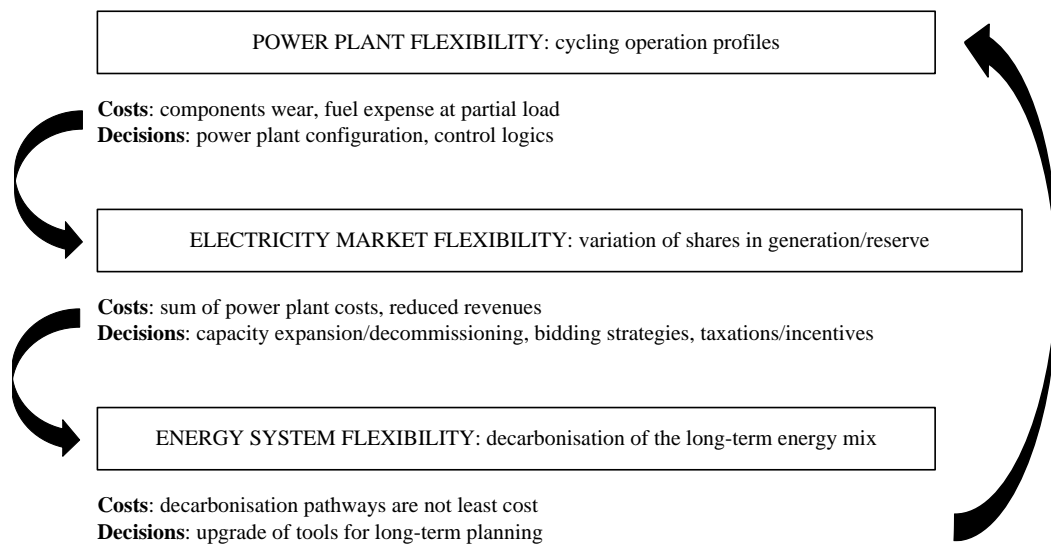 POWER PLANT FLEXIBILITY: cycling operation profiles
Costs: components wear, fuel expense at partial load
Decisions: power plant configuration, control logics
ELECTRICITY MARKET FLEXIBILITY: variation of shares in generation/reserve
Costs: sum of power plant costs, reduced revenues
Decisions: capacity expansion/decommissioning, bidding strategies, taxations/incentives
ENERGY SYSTEM FLEXIBILITY: decarbonisation of the long-term energy mix
Costs: decarbonisation pathways are not least cost
Decisions: upgrade of tools for long-term planning